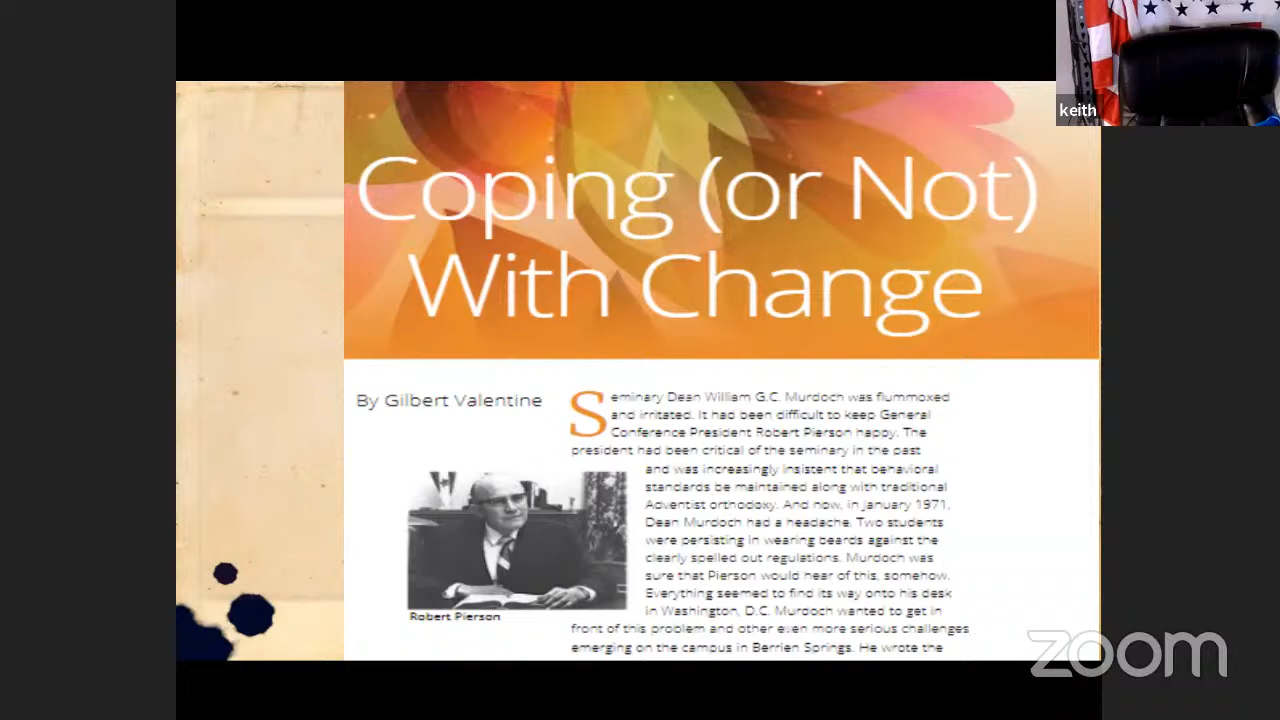 keith
Coping (or Not)
With Change
By Gilbert Valentine
Seminary Dean William G.C. Murdoch was flummoxed
and irritated. It had been difficult to keep General
Conference President Robert Pierson happy. The
president had been critical of the seminary in the past
and was increasingly insistent that behavioral
standards be maintained along with traditional
Adventist orthodoxy. And now, in January 1971,
Dean Murdoch had a headache. Two students
were persisting in wearing beards against the
clearly spelled out regulations. Murdoch was
sure that Pierson would hear of this, somehow.
Everything seemed to find its way onto his desk
in Washington, D.C. Murdoch wanted to get in
front of this problem and other even more serious challenges
emerging on the campus in Berrien Springs. He wrote the
Robert Pierson
zoom